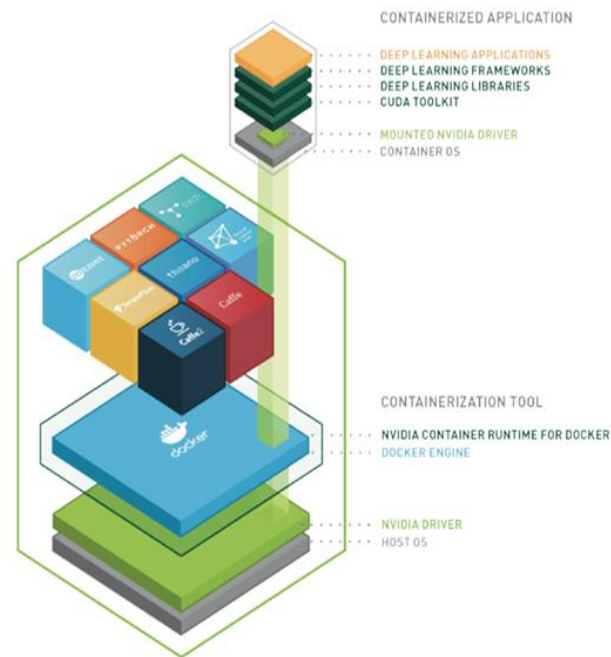 CONTAINERIZED APPLICATION
DEEP LEARNING APPLICATIONS
DEEP LEARNING FRAMEWORKS
DEEP LEARNING LIBRARIES
CUDA TOOLKIT
MOUNTED NVIDIA DRIVER
CONTAINER OS
torch
PYTORCH
mxnet
theano
TensorFlow
Caffe
Caffe2
docker
CONTAINERIZATION TOOL
NVIDIA CONTAINER RUNTIME FOR DOCKER
DOCKER ENGINE
NVIDIA DRIVER
HOST OS